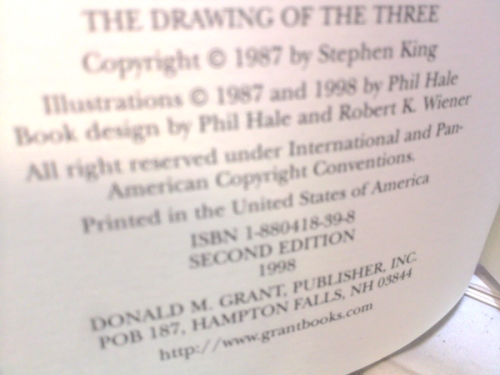 THE DRAWING OF THE THREE
Copyright © 1987 by Stephen King
Illustrations © 1987 and 1998 by Phil Hale
Book design by Phil Hale and Robert K. Wiener
All right reserved under International and Pan-
American Copyright Conventions.
Printed in the United States of America
ISBN 1-880418-39-8
SECOND EDITION
1998
DONALD M. GRANT, PUBLISHER, INC.
POB 187, HAMPTON FALLS, NH 03844
http://www.grantbooks.com